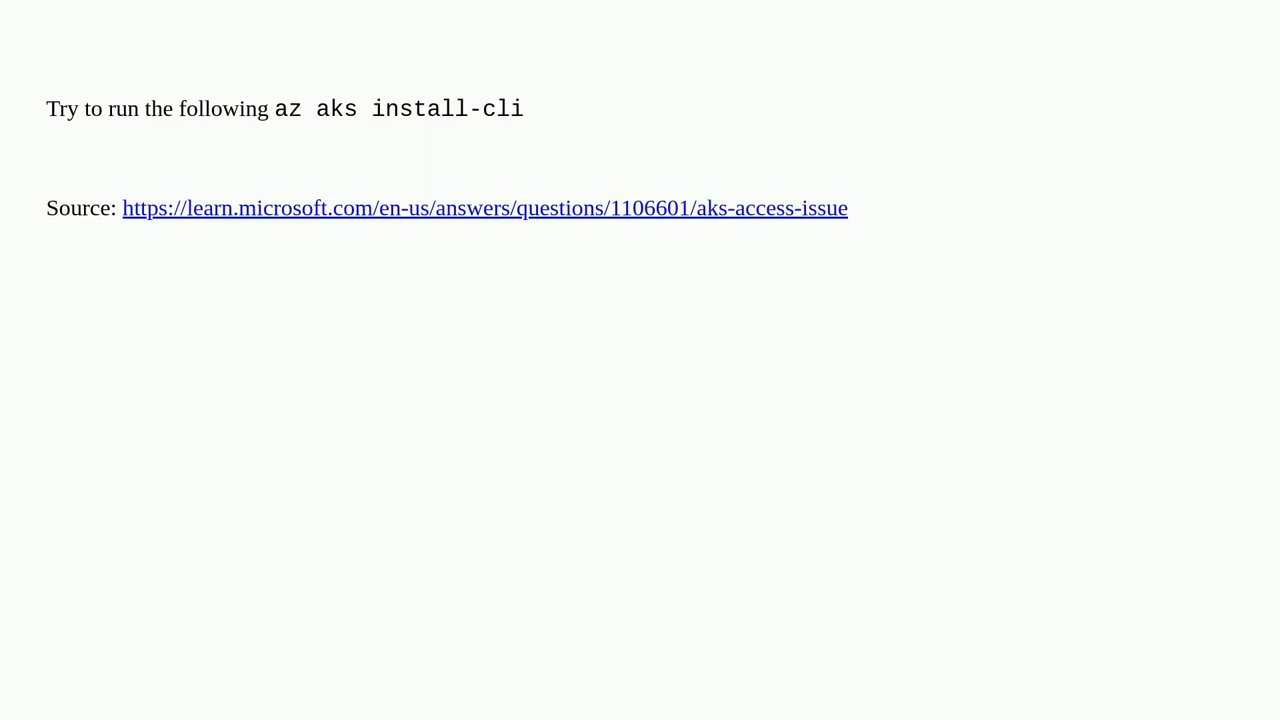 Try to run the following az aks install-cli
Source: https://learn.microsoft.com/en-us/answers/questions/1106601/aks-access-issue